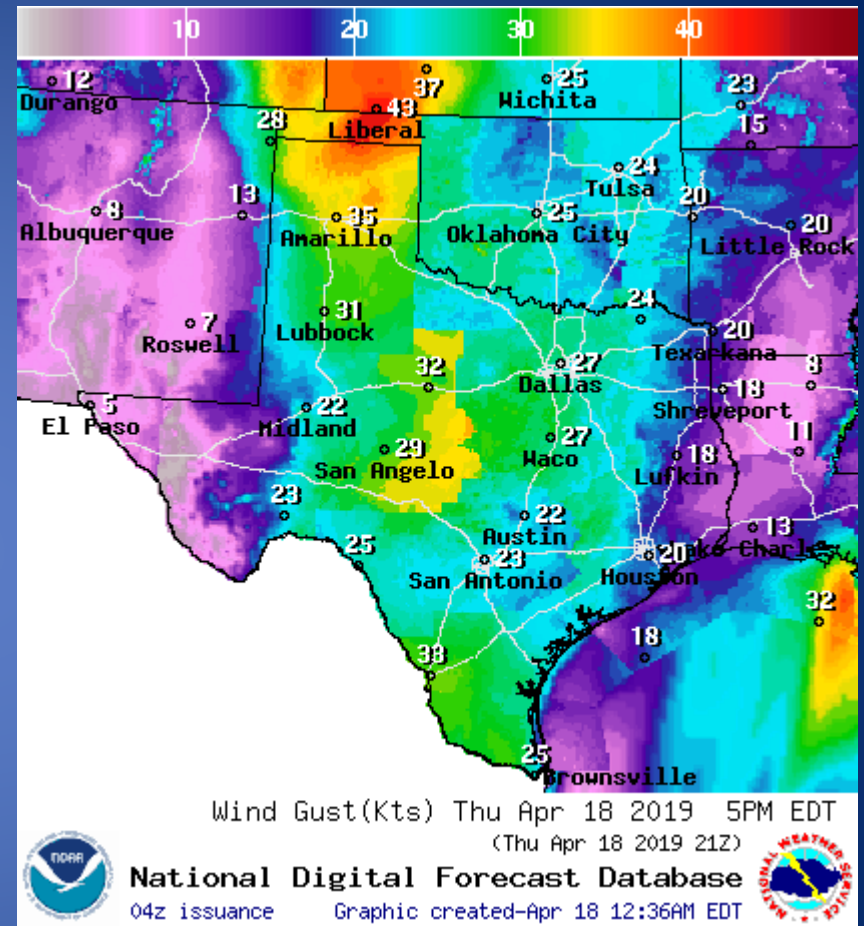 10 20 30 40
12
Durango
37
25
Wichita
23
43
Liberal
28
15
24
Tulsa
8
Albuquerque
13
35
Amarillo
25
Oklahoma City
20
20
Little Rock
7
Roswell
31
Lubbock
24
20
Texarkana
32
27
Dallas
8
18
Shreveport
5
El Paso
22
Midland
29
San Angelo
27
Waco
18
Lufkin
11
23
22
Austin
13
25
23
San Antonio
20
Houston
32
18
33
25
Brownsville
Wind Gust(Kts) Thu Apr 18 2019 5PM EDT
(Thu Apr 18 2019 21Z)
NOAA
National Digital Forecast Database
04z issuance Graphic created-Apr 18 12:36AM EDT
NATIONAL WEATHER SERVICE